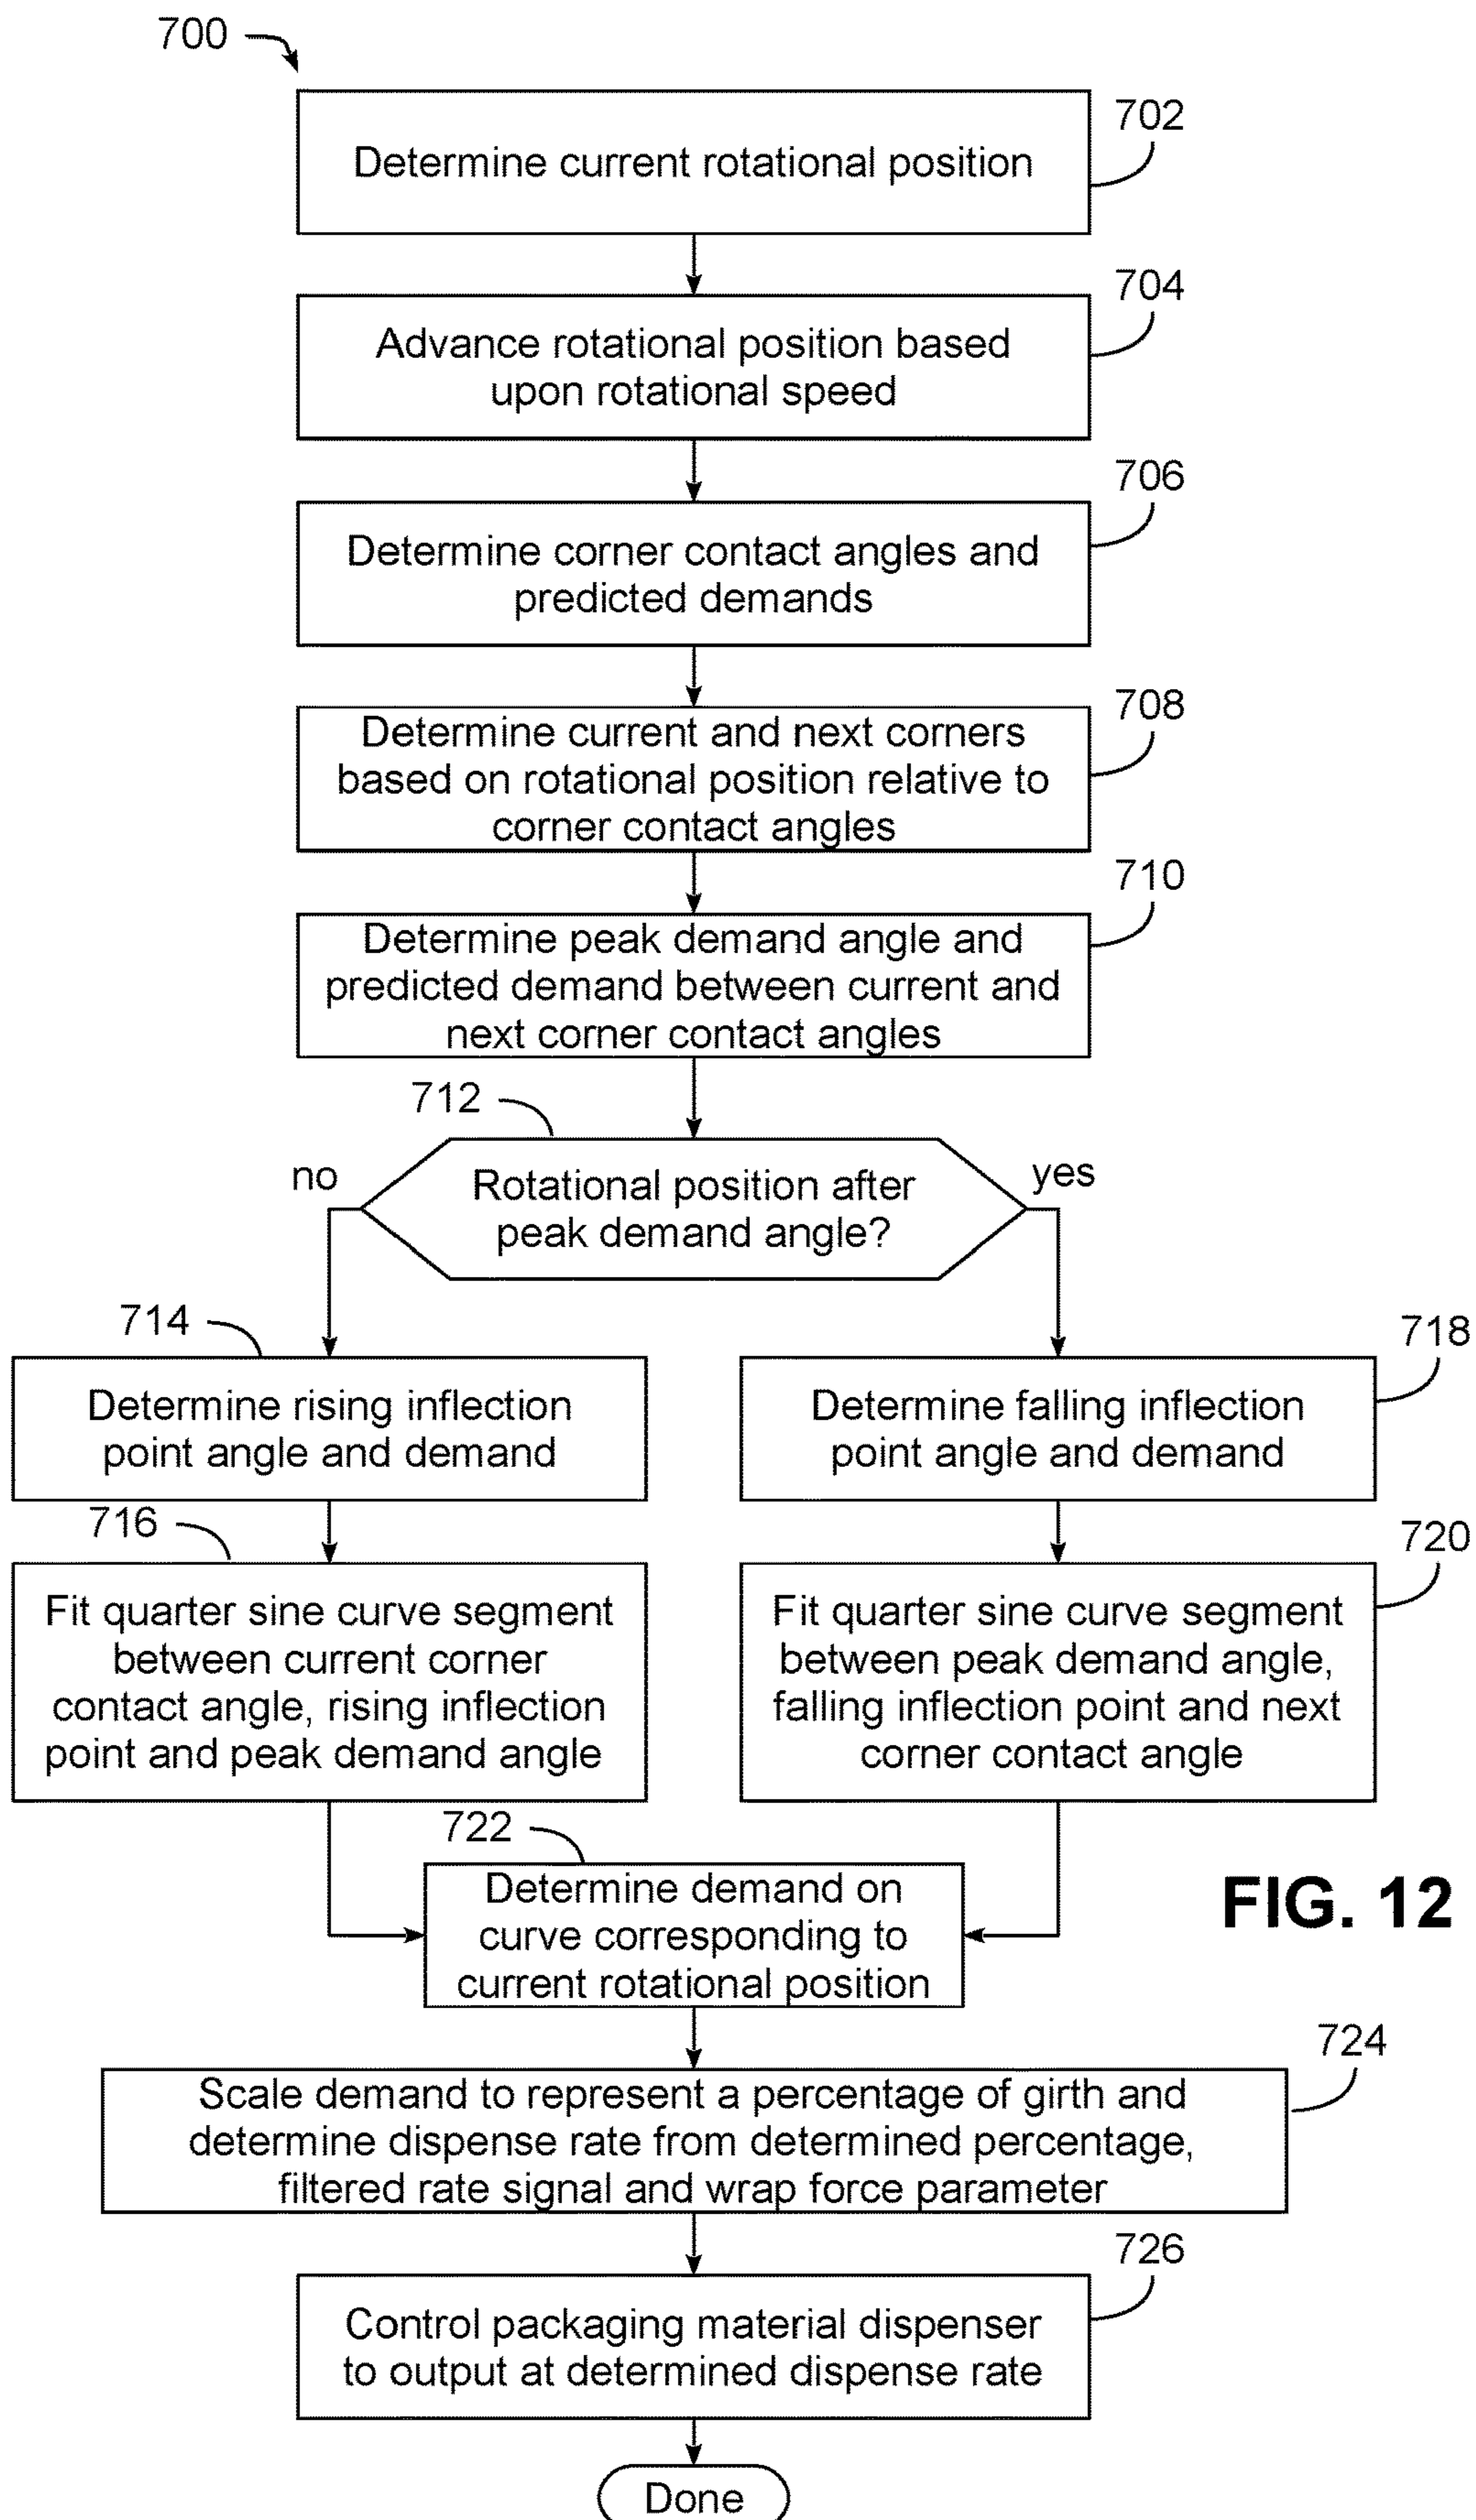 700
702
Determine current rotational position
704
Advance rotational position based
upon rotational speed
706
Determine corner contact angles and
predicted demands
708
Determine current and next corners
based on rotational position relative to
corner contact angles
710
Determine peak demand angle and
predicted demand between current and
next corner contact angles
712
no
yes
Rotational position after
peak demand angle?
714
Determine rising inflection
point angle and demand
718
Determine falling inflection
point angle and demand
716
Fit quarter sine curve segment
between current corner
contact angle, rising inflection
point and peak demand angle
720
Fit quarter sine curve segment
between peak demand angle,
falling inflection point and next
corner contact angle
722
Determine demand on
curve corresponding to
current rotational position
FIG. 12
724
Scale demand to represent a percentage of girth and
determine dispense rate from determined percentage,
filtered rate signal and wrap force parameter
726
Control packaging material dispenser
to output at determined dispense rate
Done